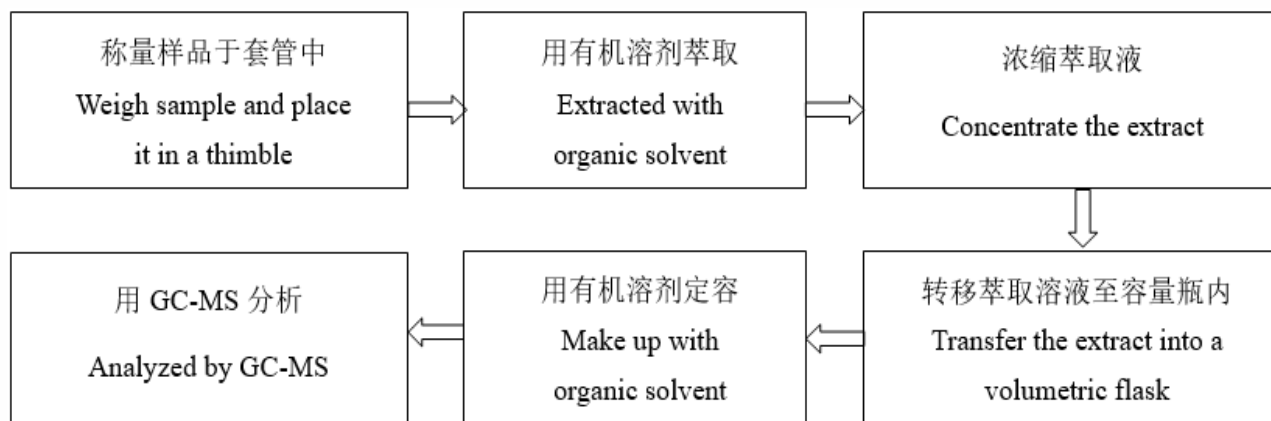 称量样品于套管中
Weigh sample and place
it in a thimble
用有机溶剂萃取
Extracted with
organic solvent
浓缩萃取液
Concentrate the extract
转移萃取溶液至容量瓶内
Transfer the extract into a
volumetric flask
用有机溶剂定容
Make up with
organic solvent
用 GC-MS 分析
Analyzed by GC-MS